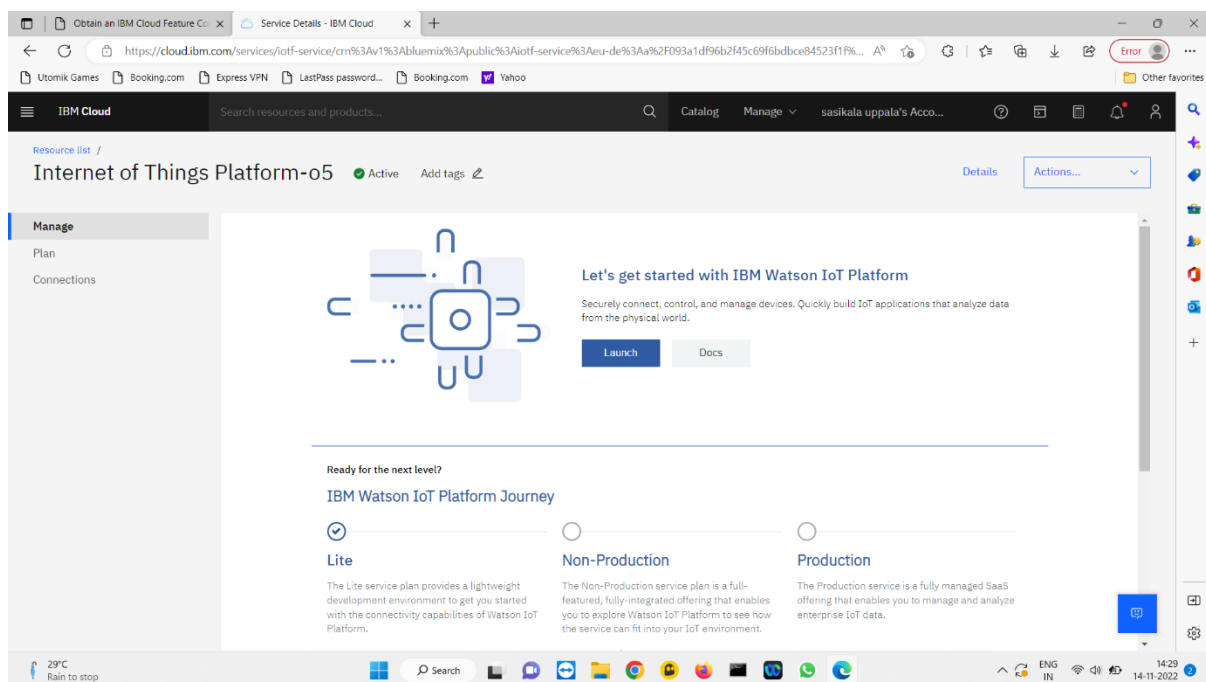 Obtain an IBM Cloud Feature Co
Service Details - IBM Cloud
https://cloud.ibm.com/services/iotf-service/crn%3Av1%3Abluemix%3Apublic%3Aiotf-service%3Aeu-de%3Aa%2F093a1df96b2f45c69f6bdbce84523f1f%...
Error
Utomik Games
Booking.com
Express VPN
LastPass password...
Booking.com
Yahoo
Other favorites
IBM Cloud
Search resources and products...
Catalog
Manage
sasikala uppala's Acco...
Resource list /
Internet of Things Platform-o5
Active
Add tags
Details
Actions...
Manage
Plan
Connections
Let's get started with IBM Watson IoT Platform
Securely connect, control, and manage devices. Quickly build IoT applications that analyze data
from the physical world.
Launch
Docs
Ready for the next level?
IBM Watson IoT Platform Journey
Lite
The Lite service plan provides a lightweight
development environment to get you started
with the connectivity capabilities of Watson IoT
Platform.
Non-Production
The Non-Production service plan is a full-
featured, fully-integrated offering that enables
you to explore Watson IoT Platform to see how
the service can fit into your IoT environment.
Production
The Production service is a fully managed SaaS
offering that enables you to manage and analyze
enterprise IoT data.
29°C
Rain to stop
Search
ENG
IN
14:29
14-11-2022
2